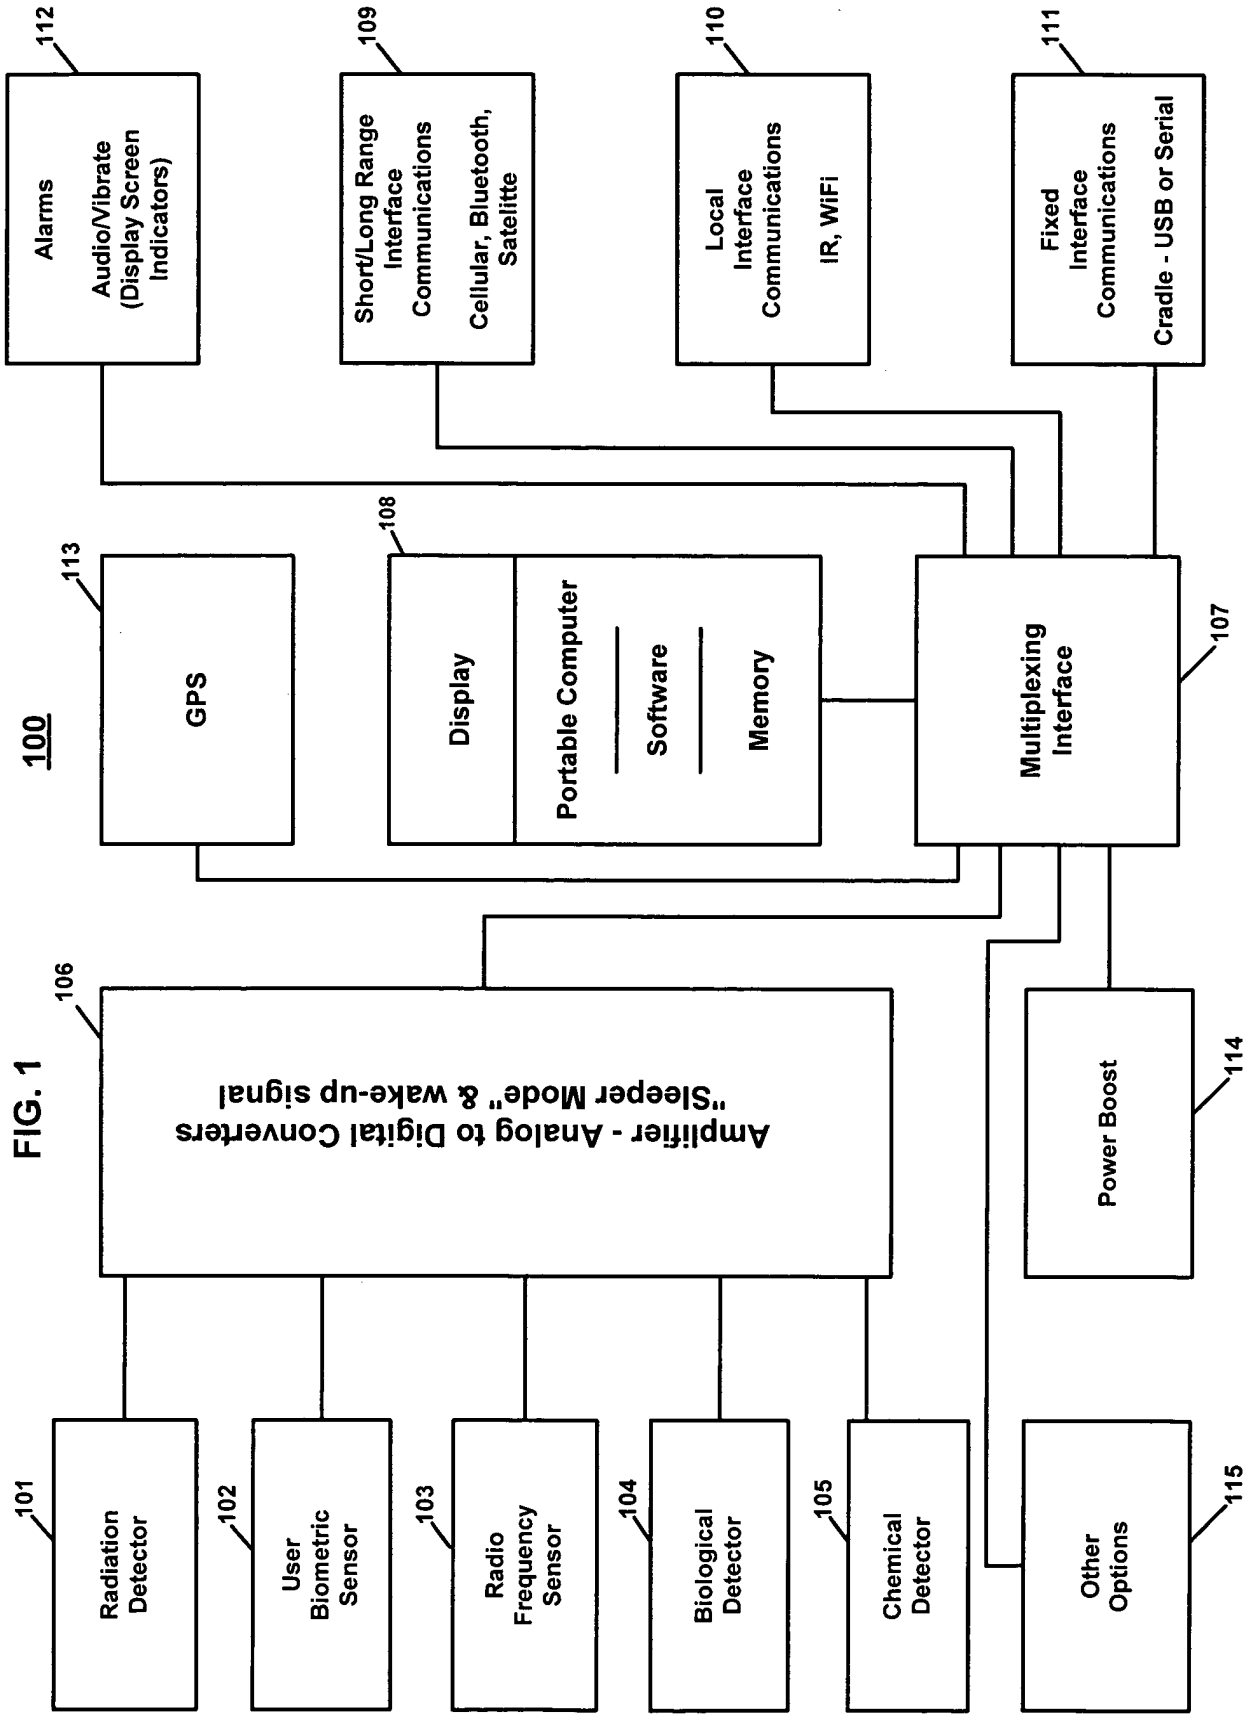 FIG. 1
100
101
Radiation
Detector
102
User
Biometric
Sensor
103
Radio
Frequency
Sensor
104
Biological
Detector
105
Chemical
Detector
Other
Options
115
106
Amplifier - Analog to Digital Converters
"Sleeper Mode" & wake-up signal
Power Boost
114
113
GPS
108
Display
Portable Computer
Software
Memory
Multiplexing
Interface
107
112
Alarms
Audio/Vibrate
(Display Screen
Indicators)
109
Short/Long Range
Interface
Communications
Cellular, Bluetooth,
Satelitte
110
Local
Interface
Communications
IR, WiFi
111
Fixed
Interface
Communications
Cradle - USB or Serial